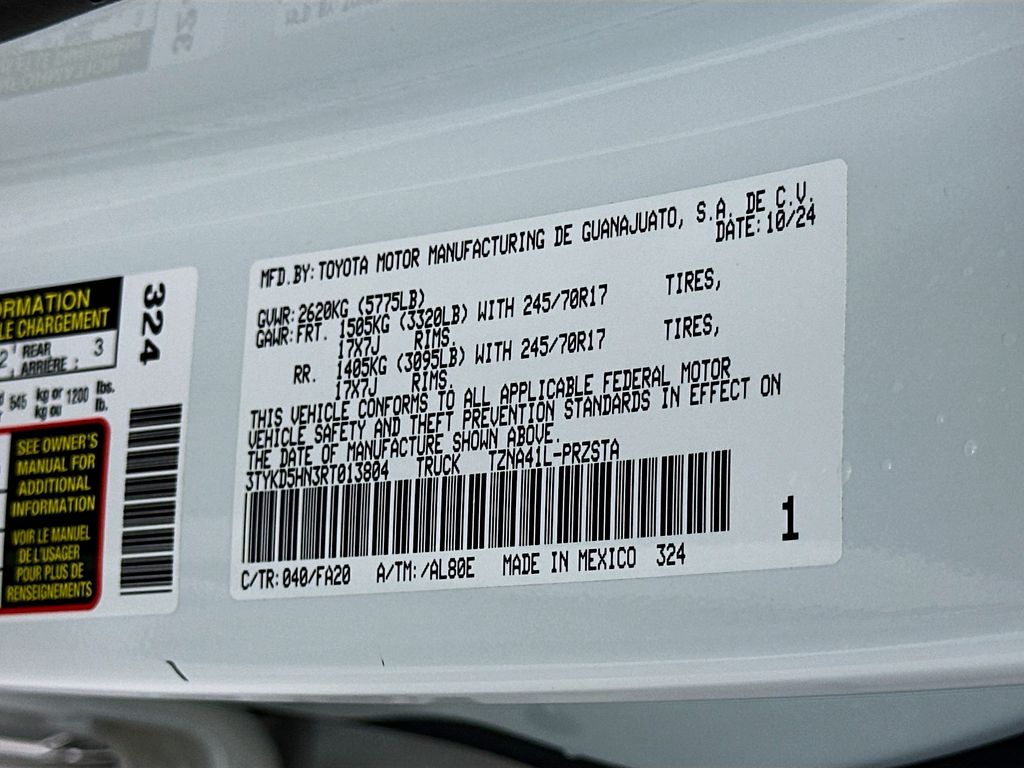 ORMATION
LE CHARGEMENT
2 REAR
ARRIÈRE : 3
545 kg or 1200 lbs.
kg ou lb.
SEE OWNER'S
MANUAL FOR
ADDITIONAL
INFORMATION
VOIR LE MANUEL
DE L'USAGER
POUR PLUS DE
RENSEIGNEMENTS
324
MFD.BY:TOYOTA MOTOR MANUFACTURING DE GUANAJUATO, S.A. DE C.V.
DATE:10/24
GVWR:2620KG (5775LB)
GAWR:FRT. 1505KG (3320LB) WITH 245/70R17 TIRES,
17X7J RIMS.
RR. 1405KG (3095LB) WITH 245/70R17 TIRES,
17X7J RIMS.
THIS VEHICLE CONFORMS TO ALL APPLICABLE FEDERAL MOTOR
VEHICLE SAFETY AND THEFT PREVENTION STANDARDS IN EFFECT ON
THE DATE OF MANUFACTURE SHOWN ABOVE.
3TYKD5HN3RT013804 TRUCK TZNA41L-PRZSTA
1
C/TR:040/FA20 A/TM:/AL80E MADE IN MEXICO 324